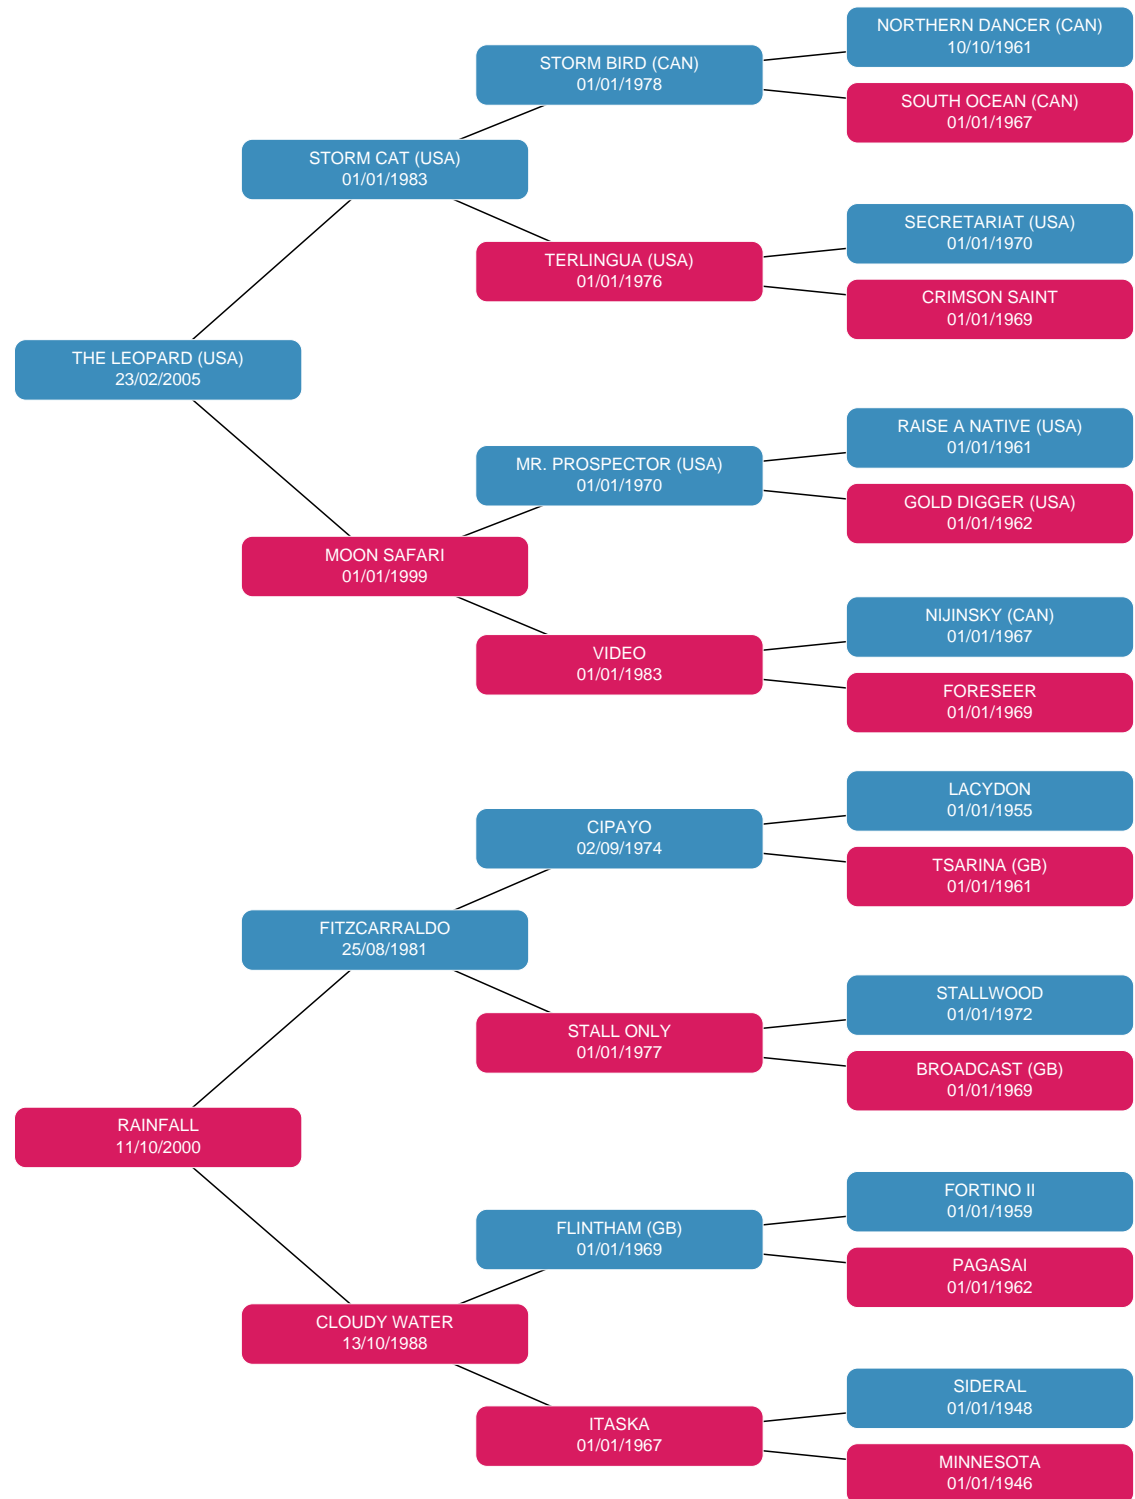 NORTHERN DANCER (CAN)
10/10/1961
STORM BIRD (CAN)
01/01/1978
SOUTH OCEAN (CAN)
01/01/1967
STORM CAT (USA)
01/01/1983
SECRETARIAT (USA)
01/01/1970
TERLINGUA (USA)
01/01/1976
CRIMSON SAINT
01/01/1969
THE LEOPARD (USA)
23/02/2005
RAISE A NATIVE (USA)
01/01/1961
MR. PROSPECTOR (USA)
01/01/1970
GOLD DIGGER (USA)
01/01/1962
MOON SAFARI
01/01/1999
NIJINSKY (CAN)
01/01/1967
VIDEO
01/01/1983
FORESEER
01/01/1969
LACYDON
01/01/1955
CIPAYO
02/09/1974
TSARINA (GB)
01/01/1961
FITZCARRALDO
25/08/1981
STALLWOOD
01/01/1972
STALL ONLY
01/01/1977
BROADCAST (GB)
01/01/1969
RAINFALL
11/10/2000
FORTINO II
01/01/1959
FLINTHAM (GB)
01/01/1969
PAGASAI
01/01/1962
CLOUDY WATER
13/10/1988
SIDERAL
01/01/1948
ITASKA
01/01/1967
MINNESOTA
01/01/1946